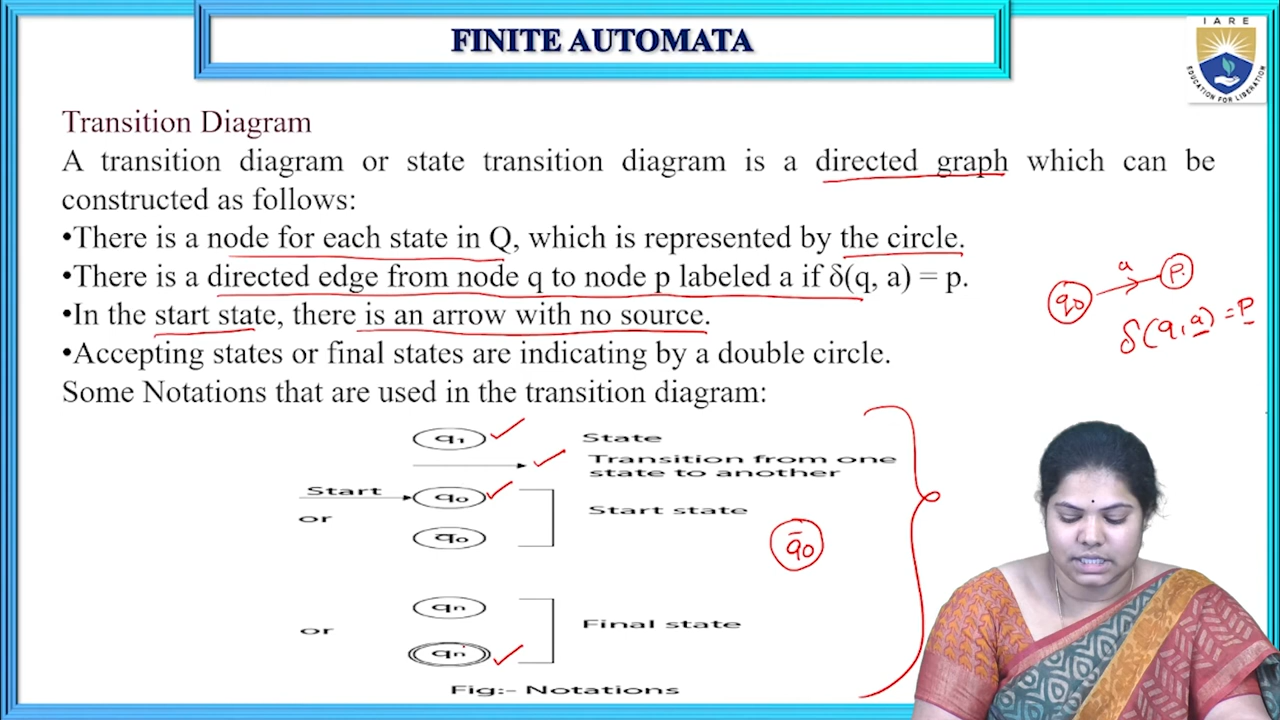 FINITE AUTOMATA
I A R E
EDUCATION FOR LIBERATION
Transition Diagram
A transition diagram or state transition diagram is a directed graph which can be
constructed as follows:
•There is a node for each state in Q, which is represented by the circle.
•There is a directed edge from node q to node p labeled a if δ(q, a) = p.
•In the start state, there is an arrow with no source.
•Accepting states or final states are indicating by a double circle.
Some Notations that are used in the transition diagram:
q0 a P
δ(q, a) = P
q1 State
Transition from one
state to another
Start q0
Start state
or
q̄0
q̄0
qn
Final state
or
qn
Fig:- Notations